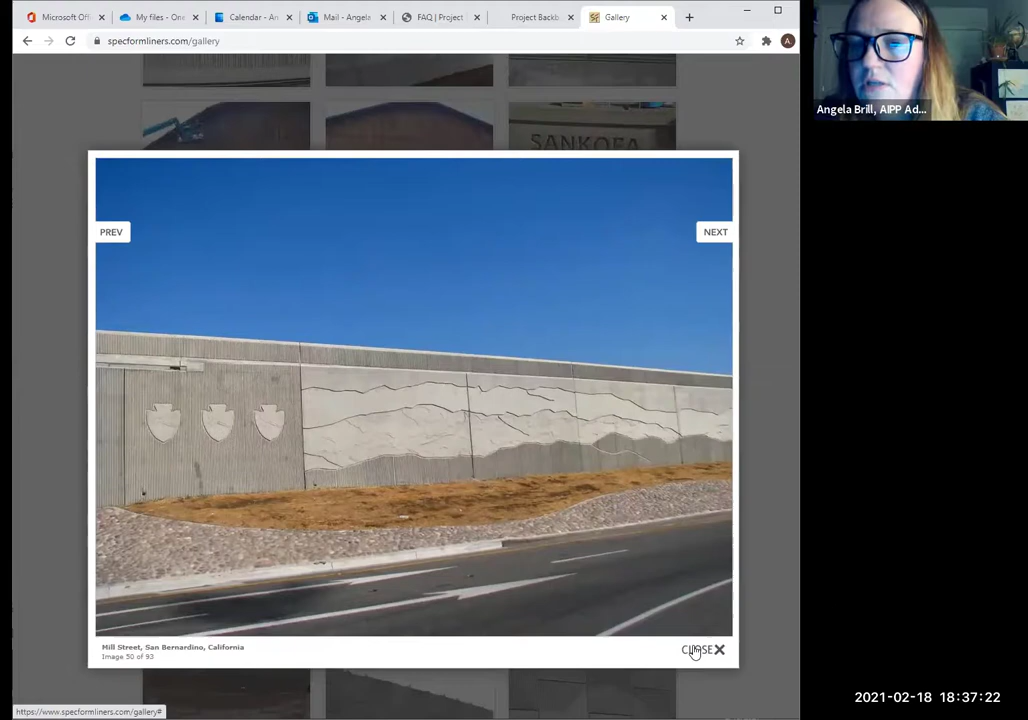 Microsoft Offi
My files - One
Calendar - An
Mail - Angela
FAQ | Project
Project Backb
Gallery
specformliners.com/gallery
A
Angela Brill, AIPP Ad...
SANKOFA
PREV
NEXT
Mill Street, San Bernardino, California
Image 50 of 93
CLOSE
https://www.specformliners.com/gallery#
2021-02-18 18:37:22